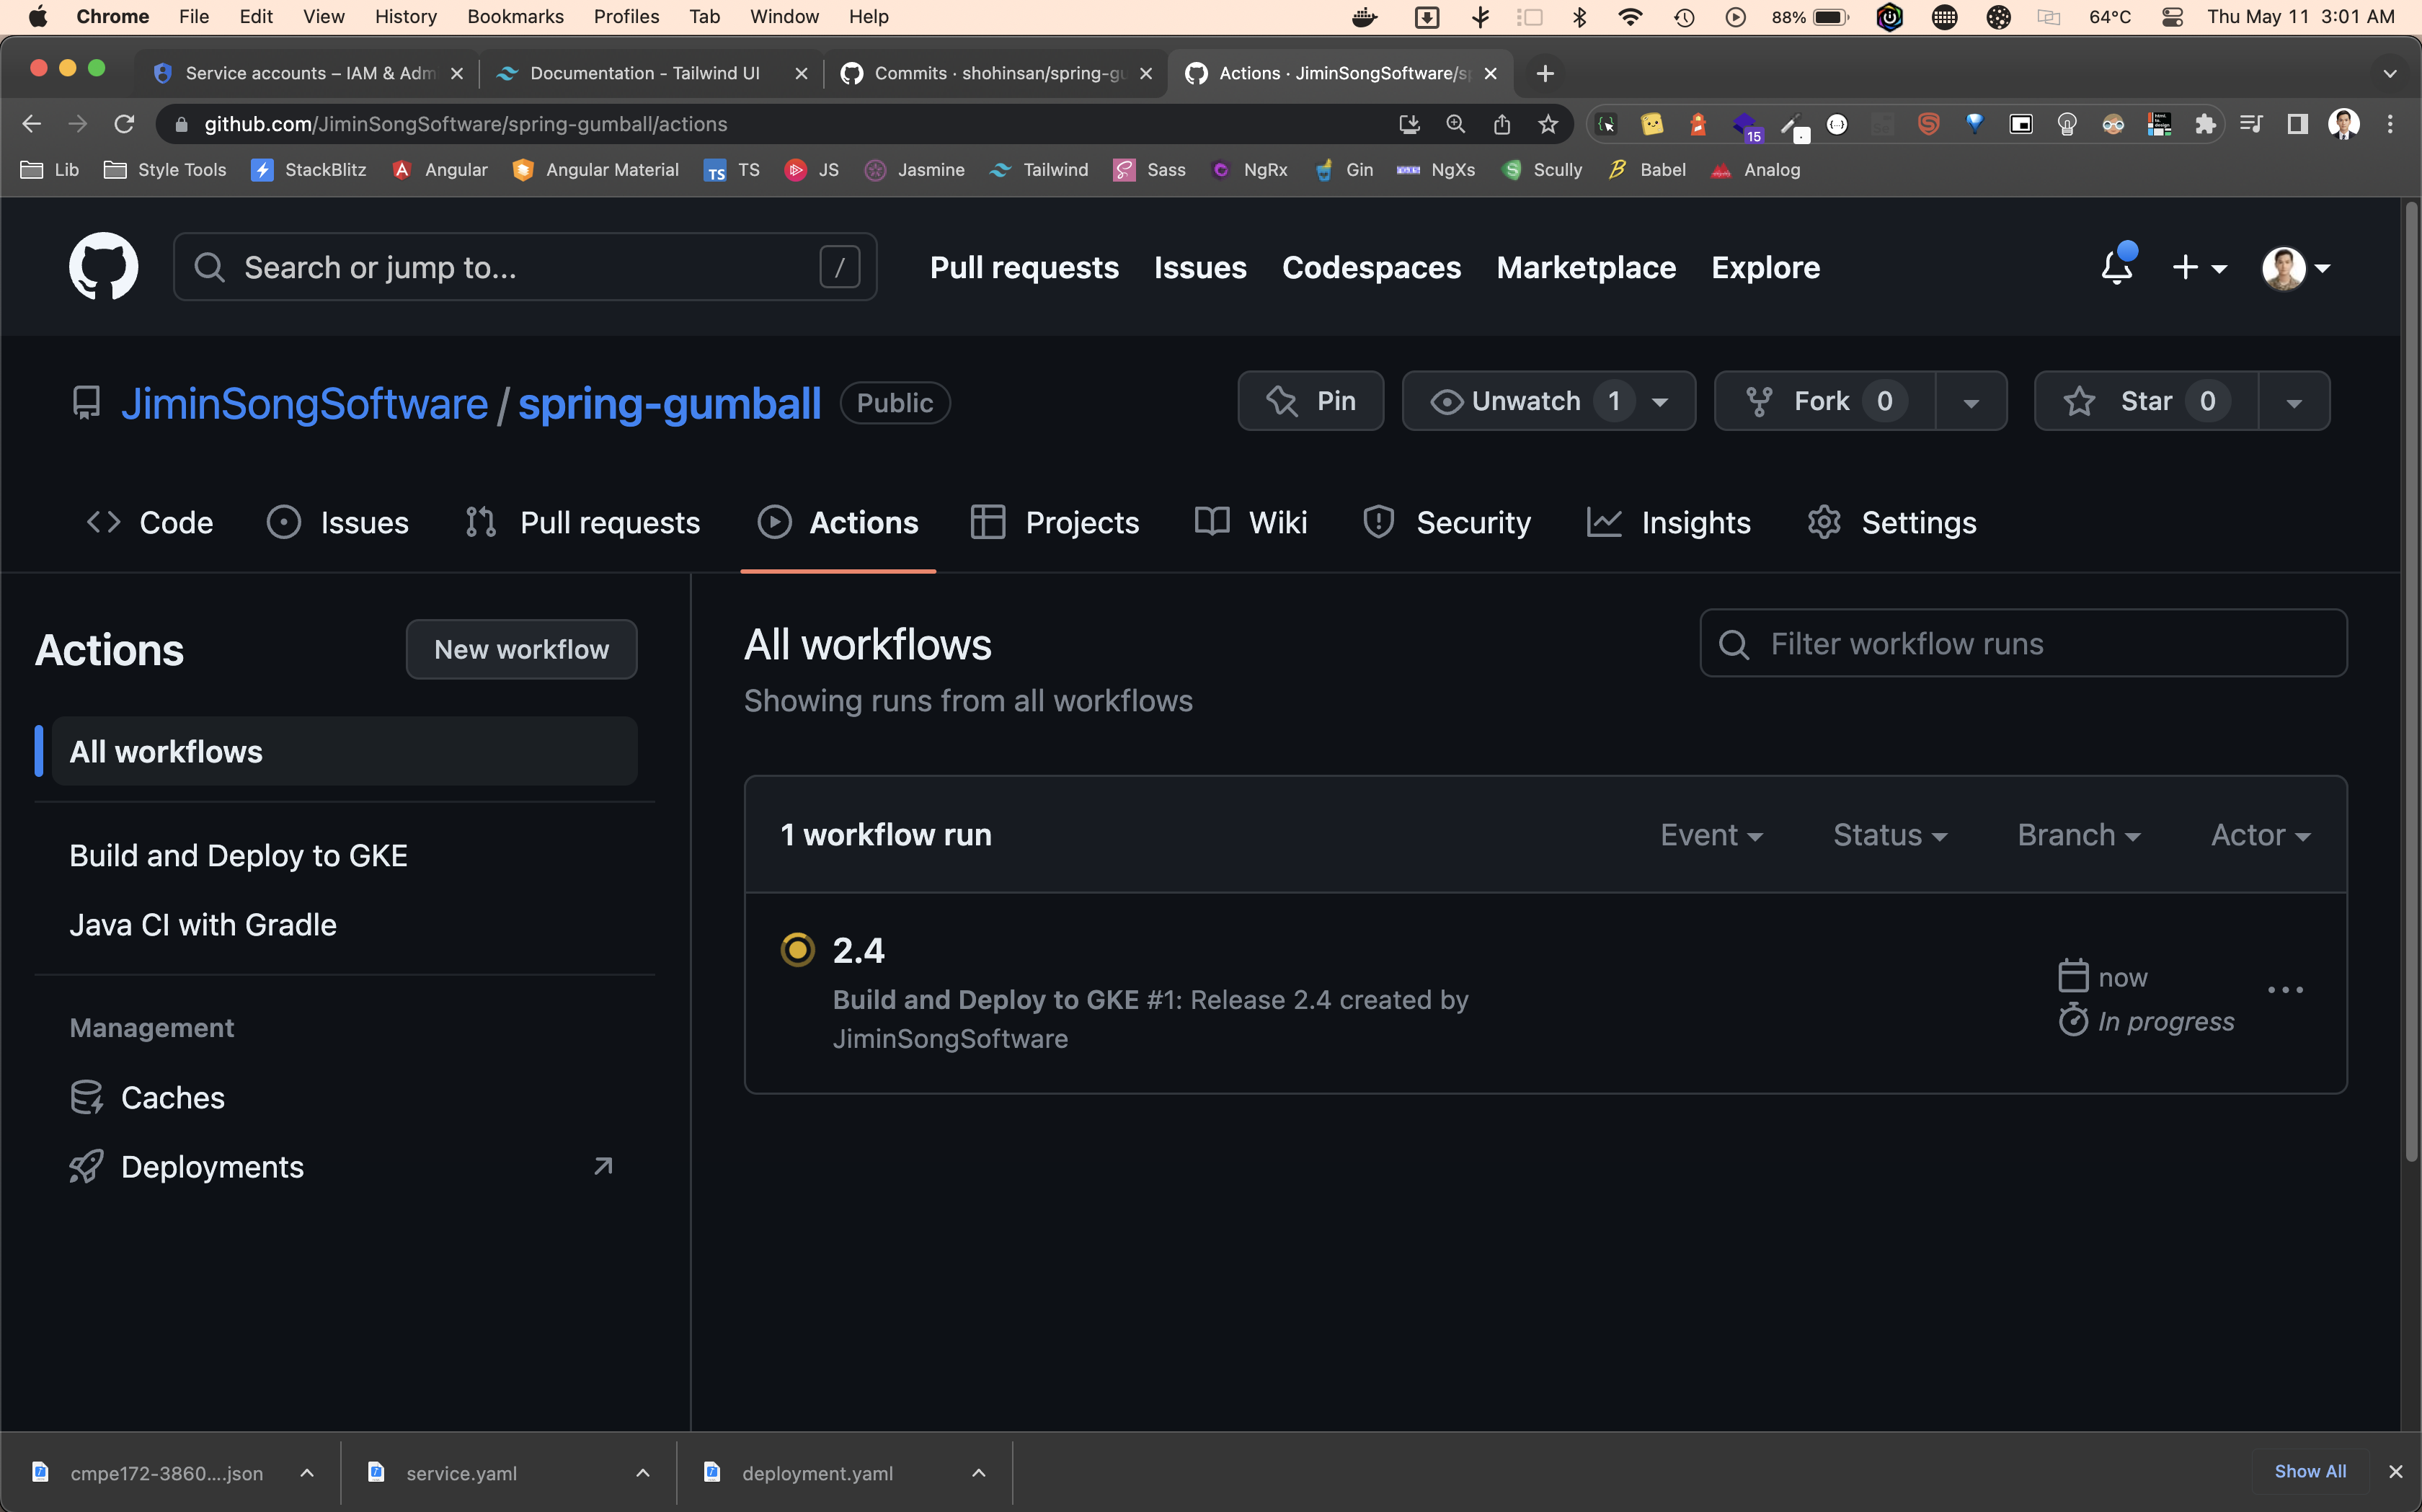 Chrome File Edit View History Bookmarks Profiles Tab Window Help 88% 64°C Thu May 11 3:01 AM
Service accounts – IAM & Adm Documentation - Tailwind UI Commits · shohinsan/spring-gu Actions · JiminSongSoftware/sp
github.com/JiminSongSoftware/spring-gumball/actions 15
Lib Style Tools StackBlitz Angular Angular Material TS TS JS Jasmine Tailwind Sass NgRx Gin NgXs Scully Babel Analog
Search or jump to... / Pull requests Issues Codespaces Marketplace Explore
JiminSongSoftware / spring-gumball Public Pin Unwatch 1 Fork 0 Star 0
Code Issues Pull requests Actions Projects Wiki Security Insights Settings
Actions New workflow
All workflows
Build and Deploy to GKE
Java CI with Gradle
Management
Caches
Deployments
All workflows
Showing runs from all workflows
Filter workflow runs
1 workflow run Event Status Branch Actor
2.4
Build and Deploy to GKE #1: Release 2.4 created by
JiminSongSoftware
now
In progress
cmpe172-3860....json service.yaml deployment.yaml Show All